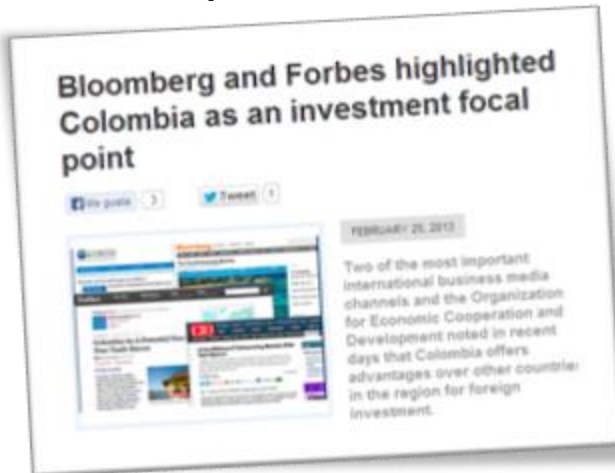 Bloomberg and Forbes highlighted
Colombia as an investment focal
point
Me gusta 3
Tweet 1
FEBRUARY 25, 2013
Two of the most important
international business media
channels and the Organization
for Economic Cooperation and
Development noted in recent
days that Colombia offers
advantages over other countries
in the region for foreign
investment.
CEO